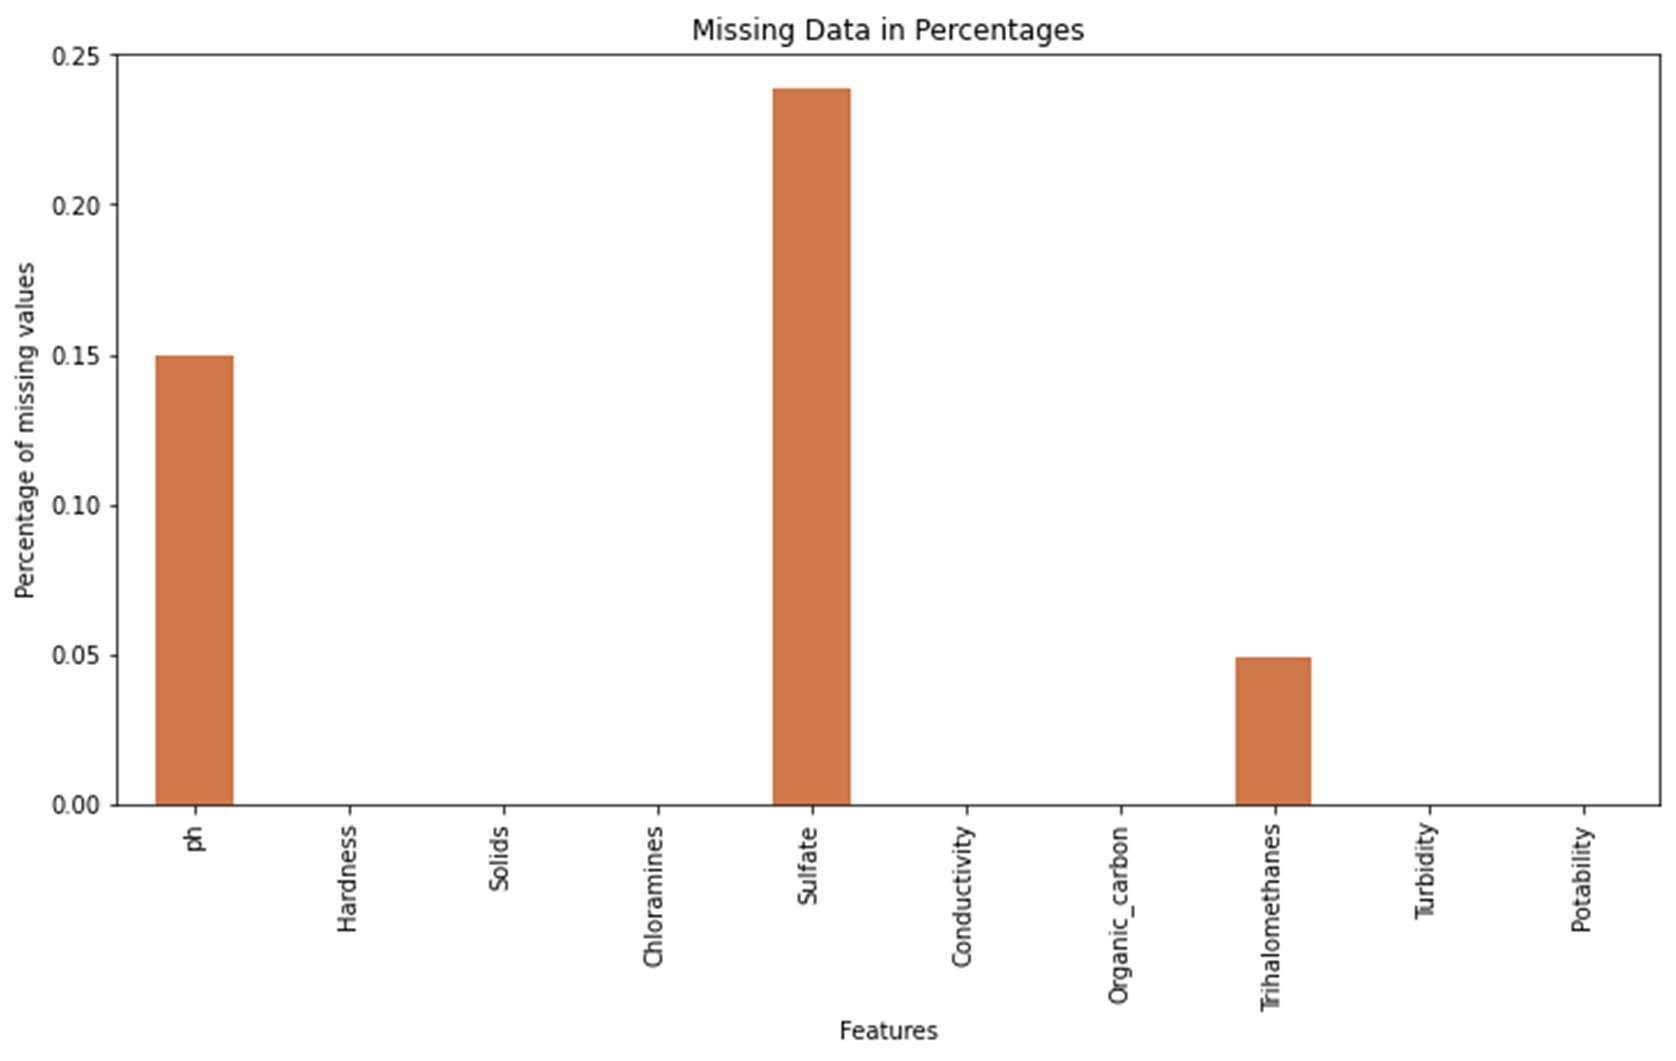 Missing Data in Percentages
Percentage of missing values
0.25
0.20
0.15
0.10
0.05
0.00
ph
Hardness
Solids
Chloramines
Sulfate
Conductivity
Organic_carbon
Trihalomethanes
Turbidity
Potability
Features